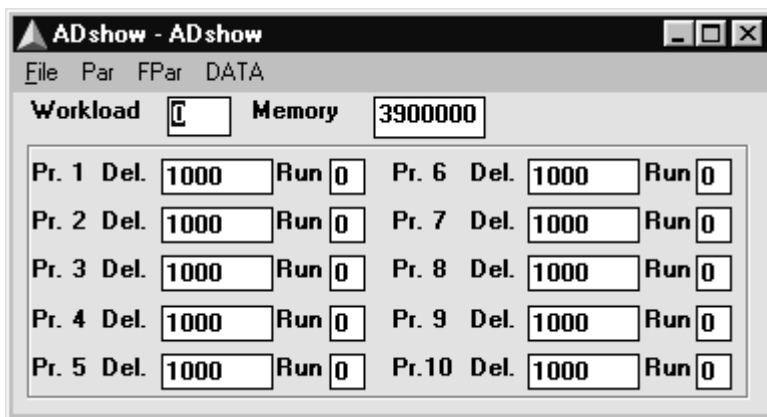 ADshow - ADshow
File Par FPar DATA
Workload 0 Memory 3900000
Pr. 1 Del. 1000 Run 0 Pr. 6 Del. 1000 Run 0
Pr. 2 Del. 1000 Run 0 Pr. 7 Del. 1000 Run 0
Pr. 3 Del. 1000 Run 0 Pr. 8 Del. 1000 Run 0
Pr. 4 Del. 1000 Run 0 Pr. 9 Del. 1000 Run 0
Pr. 5 Del. 1000 Run 0 Pr.10 Del. 1000 Run 0